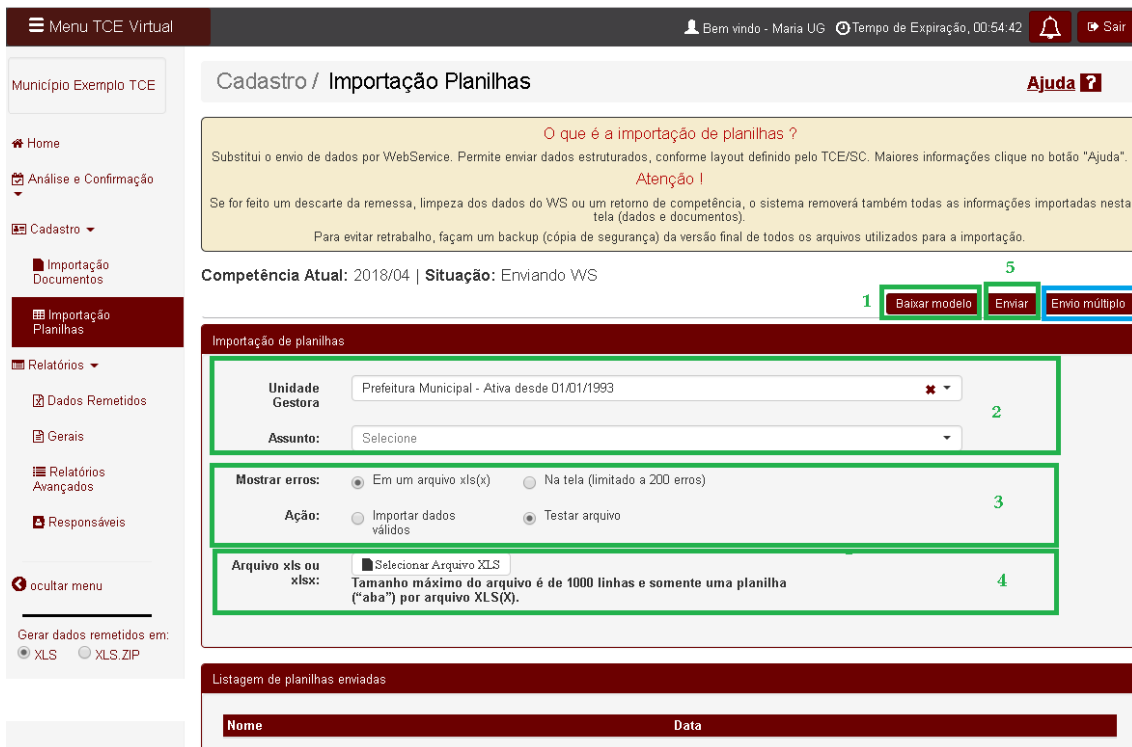 Menu TCE Virtual
Bem vindo - Maria UG Tempo de Expiração, 00:54:42 Sair
Município Exemplo TCE
Home
Análise e Confirmação
Cadastro
Importação
Documentos
Importação
Planilhas
Relatórios
Dados Remetidos
Gerais
Relatórios
Avançados
Responsáveis
ocultar menu
Gerar dados remetidos em:
XLS XLS.ZIP
Cadastro / Importação Planilhas
Ajuda ?
O que é a importação de planilhas ?
Substitui o envio de dados por WebService. Permite enviar dados estruturados, conforme layout definido pelo TCE/SC. Maiores informações clique no botão "Ajuda".
Atenção !
Se for feito um descarte da remessa, limpeza dos dados do WS ou um retorno de competência, o sistema removerá também todas as informações importadas nesta
tela (dados e documentos).
Para evitar retrabalho, façam um backup (cópia de segurança) da versão final de todos os arquivos utilizados para a importação.
Competência Atual: 2018/04 | Situação: Enviando WS
5
1 Baixar modelo Enviar Envio múltiplo
Importação de planilhas
Unidade
Gestora
Prefeitura Municipal - Ativa desde 01/01/1993
2
Assunto: Selecione
Mostrar erros: Em um arquivo xls(x) Na tela (limitado a 200 erros)
3
Ação: Importar dados
válidos
Testar arquivo
Arquivo xls ou
xlsx:
Selecionar Arquivo XLS
Tamanho máximo do arquivo é de 1000 linhas e somente uma planilha
("aba") por arquivo XLS(X).
4
Listagem de planilhas enviadas
Nome Data